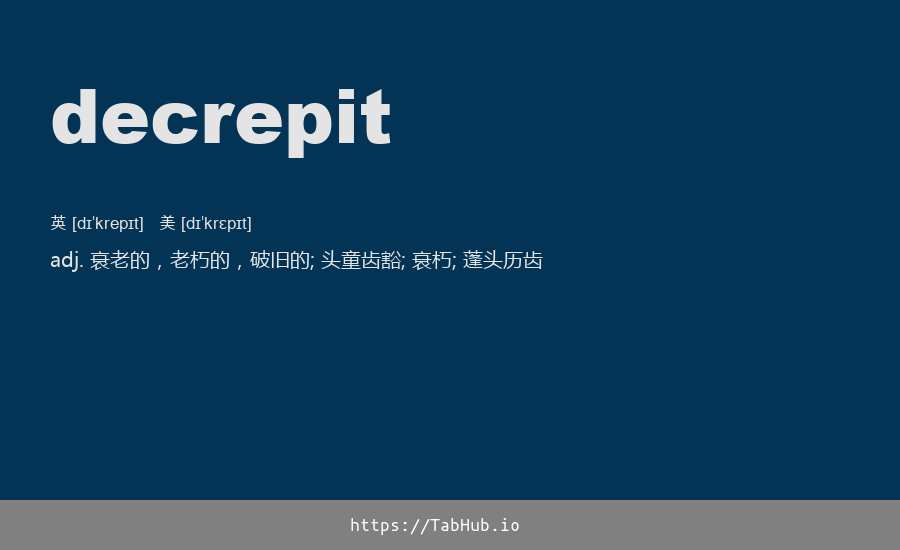 decrepit
英 [dɪˈkrepɪt] 美 [dɪˈkrɛpɪt]
adj. 衰老的，老朽的，破旧的; 头童齿豁; 衰朽; 蓬头历齿
https://TabHub.io